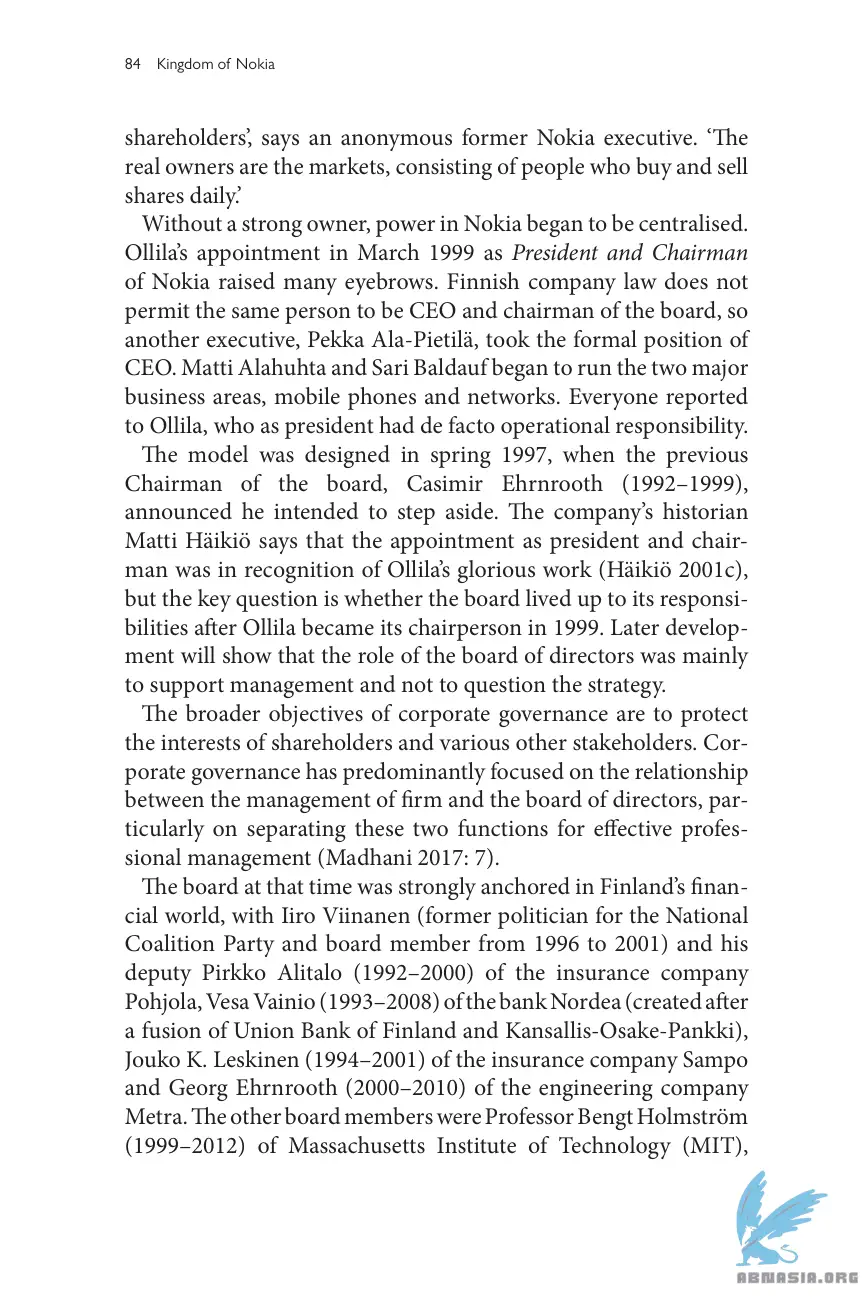 84 Kingdom of Nokia
shareholders’, says an anonymous former Nokia executive. ‘The
real owners are the markets, consisting of people who buy and sell
shares daily.’
Without a strong owner, power in Nokia began to be centralised.
Ollila’s appointment in March 1999 as President and Chairman
of Nokia raised many eyebrows. Finnish company law does not
permit the same person to be CEO and chairman of the board, so
another executive, Pekka Ala-Pietilä, took the formal position of
CEO. Matti Alahuhta and Sari Baldauf began to run the two major
business areas, mobile phones and networks. Everyone reported
to Ollila, who as president had de facto operational responsibility.
The model was designed in spring 1997, when the previous
Chairman of the board, Casimir Ehrnrooth (1992–1999),
announced he intended to step aside. The company’s historian
Matti Häikiö says that the appointment as president and chair-
man was in recognition of Ollila’s glorious work (Häikiö 2001c),
but the key question is whether the board lived up to its responsi-
bilities after Ollila became its chairperson in 1999. Later develop-
ment will show that the role of the board of directors was mainly
to support management and not to question the strategy.
The broader objectives of corporate governance are to protect
the interests of shareholders and various other stakeholders. Cor-
porate governance has predominantly focused on the relationship
between the management of firm and the board of directors, par-
ticularly on separating these two functions for effective profes-
sional management (Madhani 2017: 7).
The board at that time was strongly anchored in Finland’s finan-
cial world, with Iiro Viinanen (former politician for the National
Coalition Party and board member from 1996 to 2001) and his
deputy Pirkko Alitalo (1992–2000) of the insurance company
Pohjola, Vesa Vainio (1993–2008) of the bank Nordea (created after
a fusion of Union Bank of Finland and Kansallis-Osake-Pankki),
Jouko K. Leskinen (1994–2001) of the insurance company Sampo
and Georg Ehrnrooth (2000–2010) of the engineering company
Metra. The other board members were Professor Bengt Holmström
(1999–2012) of Massachusetts Institute of Technology (MIT),
ABNASIA.ORG